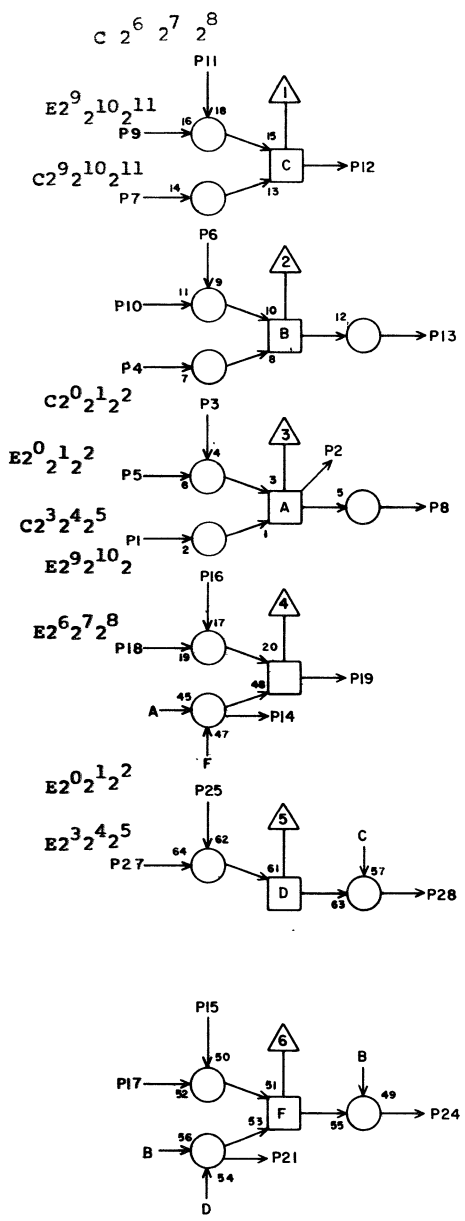 C 2^6 2^7 2^8
P11
1
E2^9 2^10 2^11
16 18 15
P9 C P12
C2^9 2^10 2^11
14 13
P7
P6
2
11 9 10 12
P10 B P13
8
P4 7
C2^0 2^1 2^2
P3
3 P2
E2^0 2^1 2^2
4 3 5
P5 6 A P8
C2^3 2^4 2^5
P1 2 1
E2^9 2^10 2
P16
4
E2^6 2^7 2^8
17 20
P18 19 P19
45 48
A P14
47
F
E2^0 2^1 2^2
P25
5
E2^3 2^4 2^5
62 C
64 61 57
P27 D 63 P28
P15
6
50 B
P17 52 51 49
F 55 P24
56 53
B P21
54
D